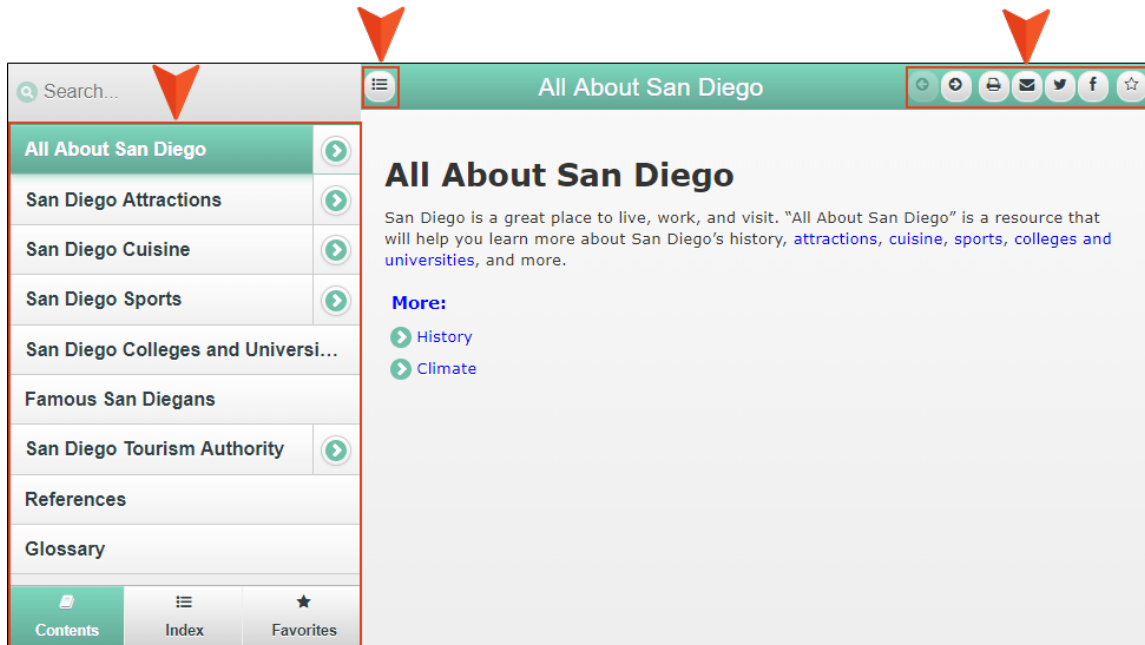 Search...
All About San Diego
All About San Diego
San Diego Attractions
San Diego Cuisine
San Diego Sports
San Diego Colleges and Universi...
Famous San Diegans
San Diego Tourism Authority
References
Glossary
Contents
Index
Favorites
All About San Diego
San Diego is a great place to live, work, and visit. “All About San Diego” is a resource that
will help you learn more about San Diego’s history, attractions, cuisine, sports, colleges and
universities, and more.
More:
History
Climate